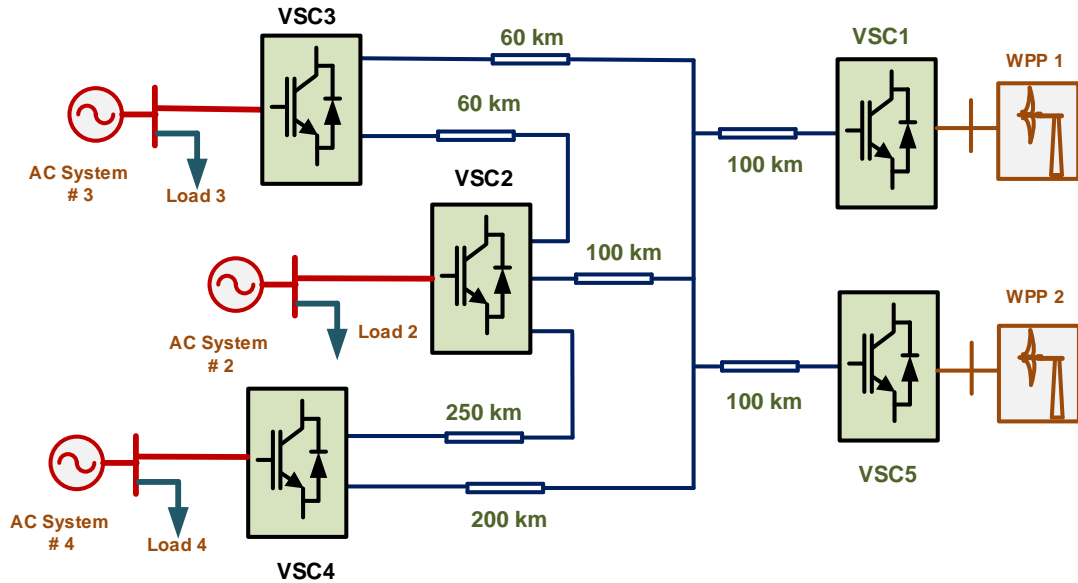 VSC3
60 km
VSC1
WPP 1
60 km
100 km
AC System
# 3
Load 3
VSC2
100 km
WPP 2
AC System
# 2
Load 2
250 km
100 km
VSC5
200 km
AC System
# 4
Load 4
VSC4